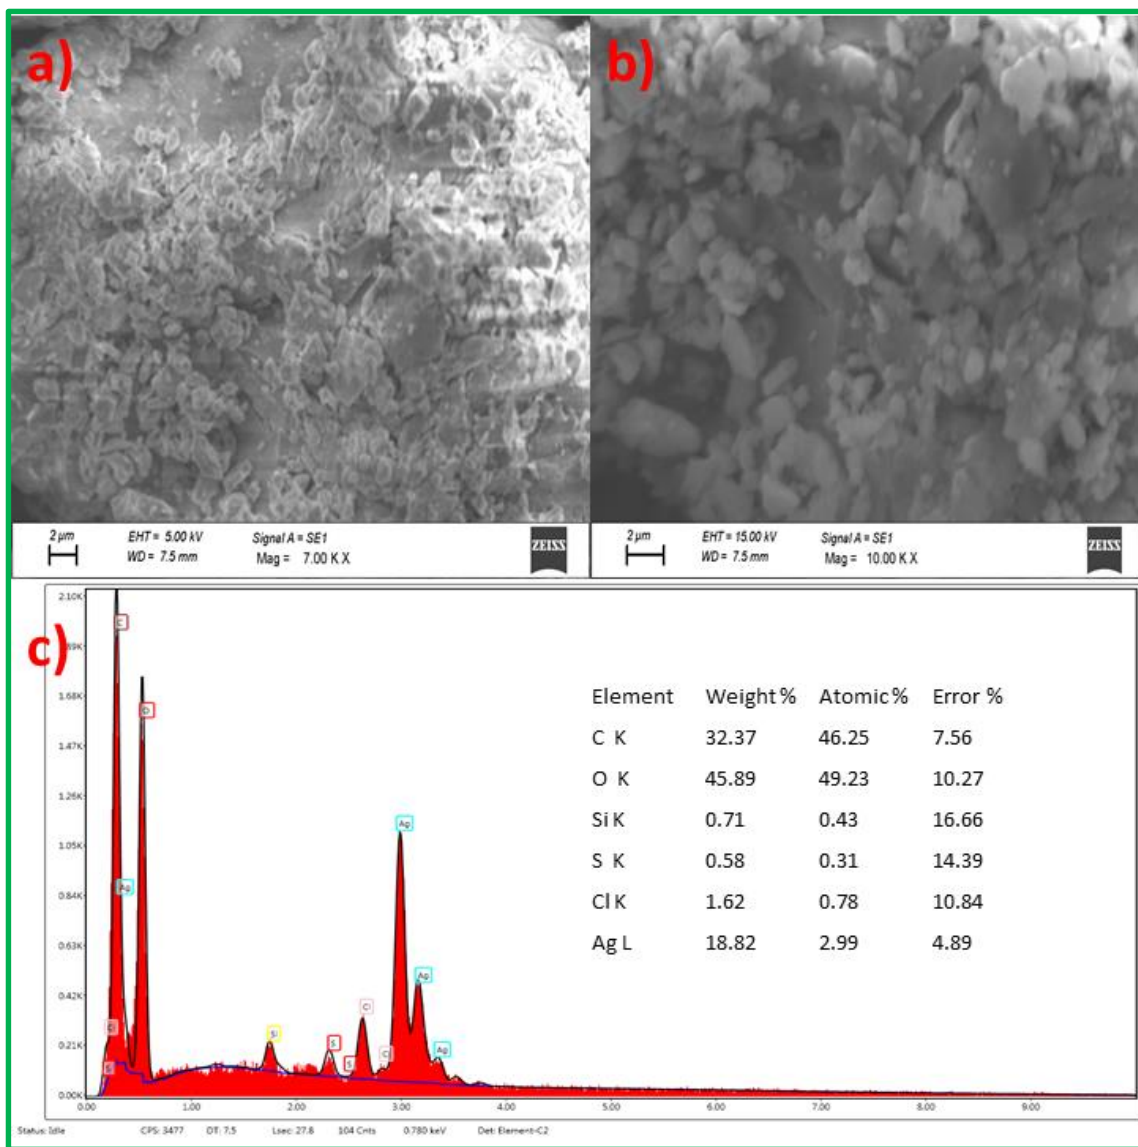 a)
b)
2 µm
EHT = 5.00 kV
Signal A = SE1
WD = 7.5 mm
Mag = 7.00 K X
ZEISS
2 µm
EHT = 15.00 kV
Signal A = SE1
WD = 7.5 mm
Mag = 10.00 K X
ZEISS
c)
2.10K
.89K
1.68K
1.47K
1.26K
1.05K
0.84K
0.63K
0.42K
0.21K
0.00K
C
O
Ag
Cl
S
Si
S
S
Cl
Cl
Ag
Ag
Ag
Element Weight % Atomic % Error %
C K 32.37 46.25 7.56
O K 45.89 49.23 10.27
Si K 0.71 0.43 16.66
S K 0.58 0.31 14.39
Cl K 1.62 0.78 10.84
Ag L 18.82 2.99 4.89
0.00 1.00 2.00 3.00 4.00 5.00 6.00 7.00 8.00 9.00
Status: Idle CPS: 3477 DT: 7.5 Lsec: 27.8 104 Cnts 0.780 keV Det: Element-C2